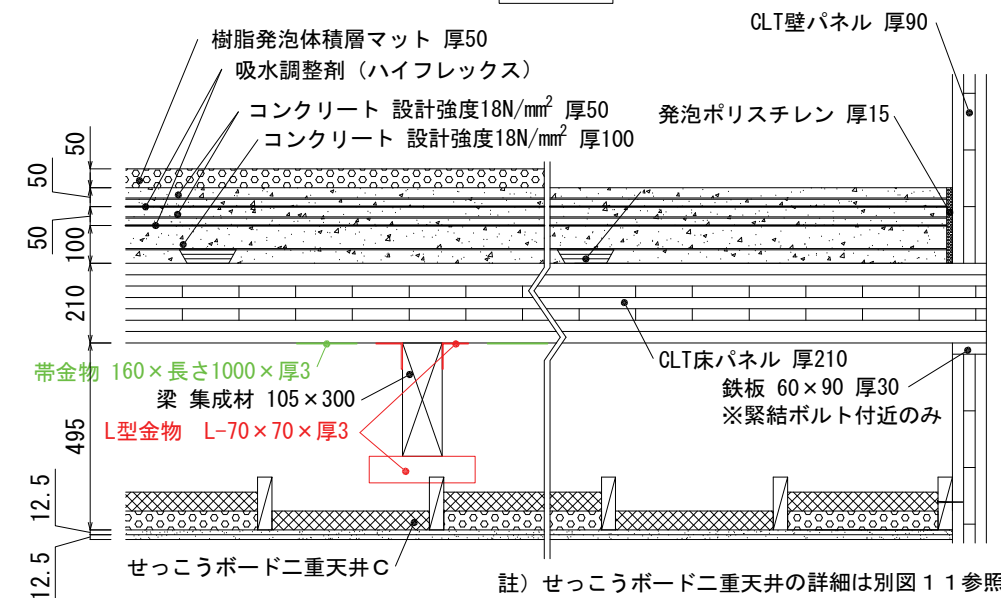 CLT壁パネル 厚90
樹脂発泡体積層マット 厚50
吸水調整剤（ハイフレックス）
コンクリート 設計強度18N/mm² 厚50
発泡ポリスチレン 厚15
コンクリート 設計強度18N/mm² 厚100
50
50
50
100
210
495
12.5
12.5
CLT床パネル 厚210
帯金物 160×長さ1000×厚3
鉄板 60×90 厚30
梁 集成材 105×300
※緊結ボルト付近のみ
L型金物 L-70×70×厚3
せっこうボード二重天井C
註）せっこうボード二重天井の詳細は別図11参照